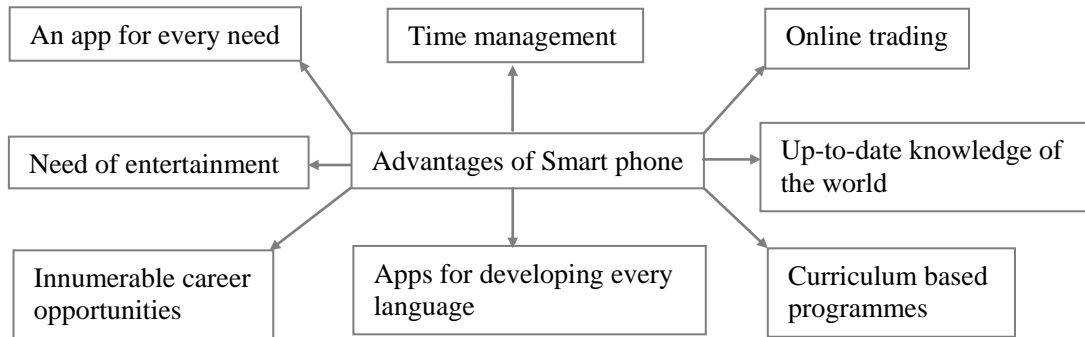 An app for every need
Time management
Online trading
Need of entertainment
Advantages of Smart phone
Up-to-date knowledge of
the world
Innumerable career
opportunities
Apps for developing every
language
Curriculum based
programmes